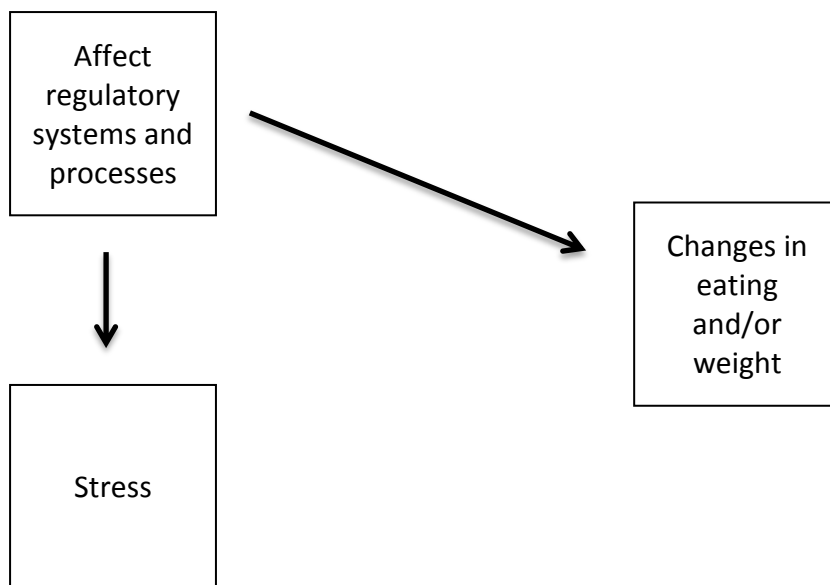 Affect
regulatory
systems and
processes
Changes in
eating
and/or
weight
Stress